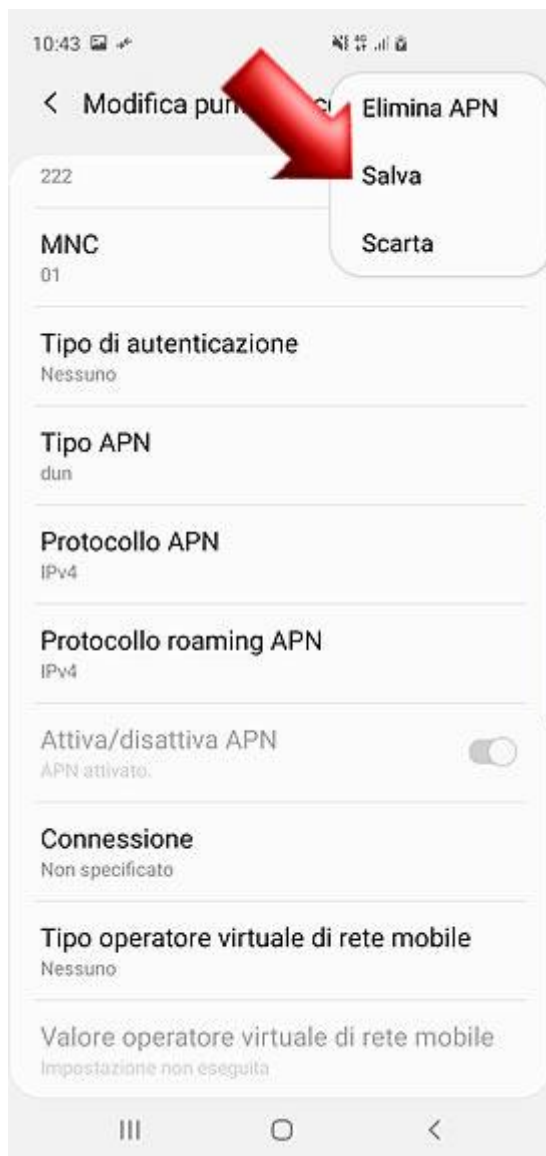 10:43
Modifica pun
Elimina APN
Salva
Scarta
222
MNC
01
Tipo di autenticazione
Nessuno
Tipo APN
dun
Protocollo APN
IPv4
Protocollo roaming APN
IPv4
Attiva/disattiva APN
APN attivato.
Connessione
Non specificato
Tipo operatore virtuale di rete mobile
Nessuno
Valore operatore virtuale di rete mobile
Impostazione non eseguita